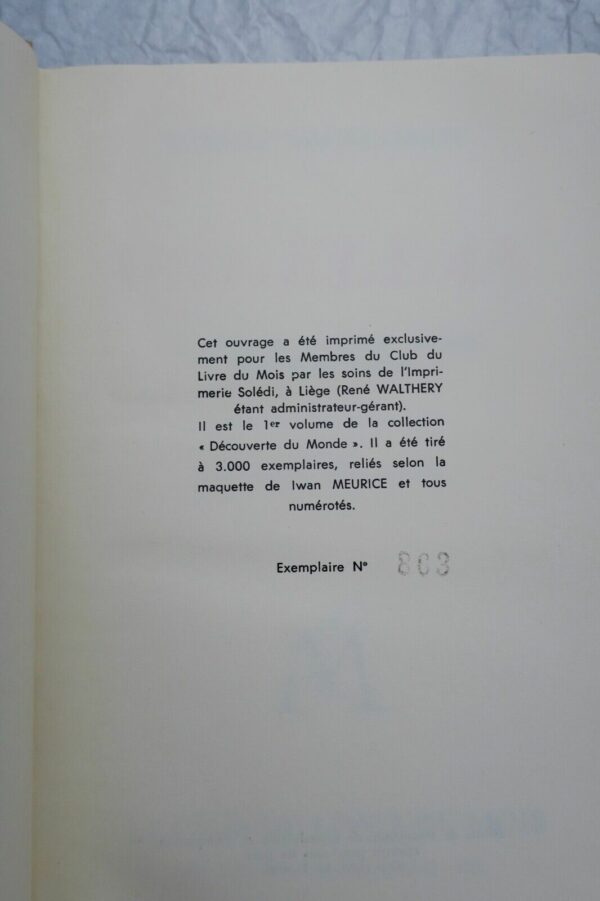 Cet ouvrage a été imprimé exclusive-
ment pour les Membres du Club du
Livre du Mois par les soins de l'Impri-
merie Solédi, à Liège (René WALTHERY
étant administrateur-gérant).
Il est le 1er volume de la collection
« Découverte du Monde ». Il a été tiré
à 3.000 exemplaires, reliés selon la
maquette de Iwan MEURICE et tous
numérotés.
Exemplaire N° 863